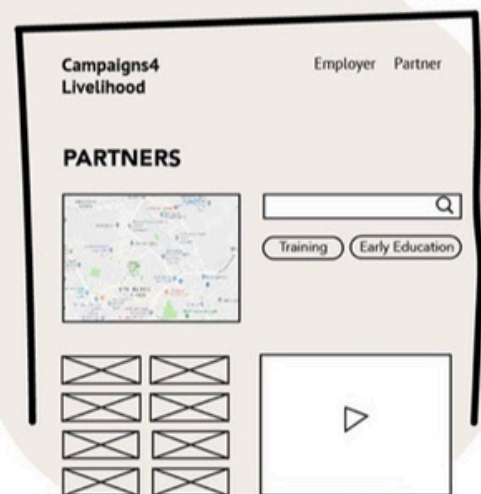 Campaigns4
Livelihood
Employer Partner
PARTNERS
Training
Early Education